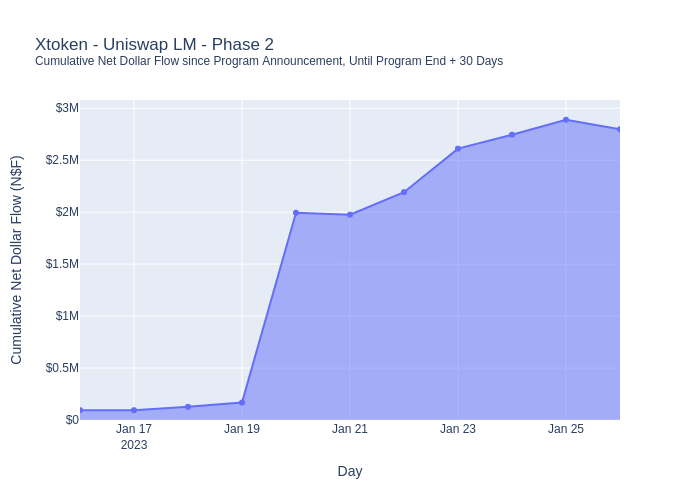 Xtoken - Uniswap LM - Phase 2
Cumulative Net Dollar Flow since Program Announcement, Until Program End + 30 Days
Cumulative Net Dollar Flow (N$F)
$3M
$2.5M
$2M
$1.5M
$1M
$0.5M
$0
Jan 17
2023
Jan 19
Jan 21
Jan 23
Jan 25
Day